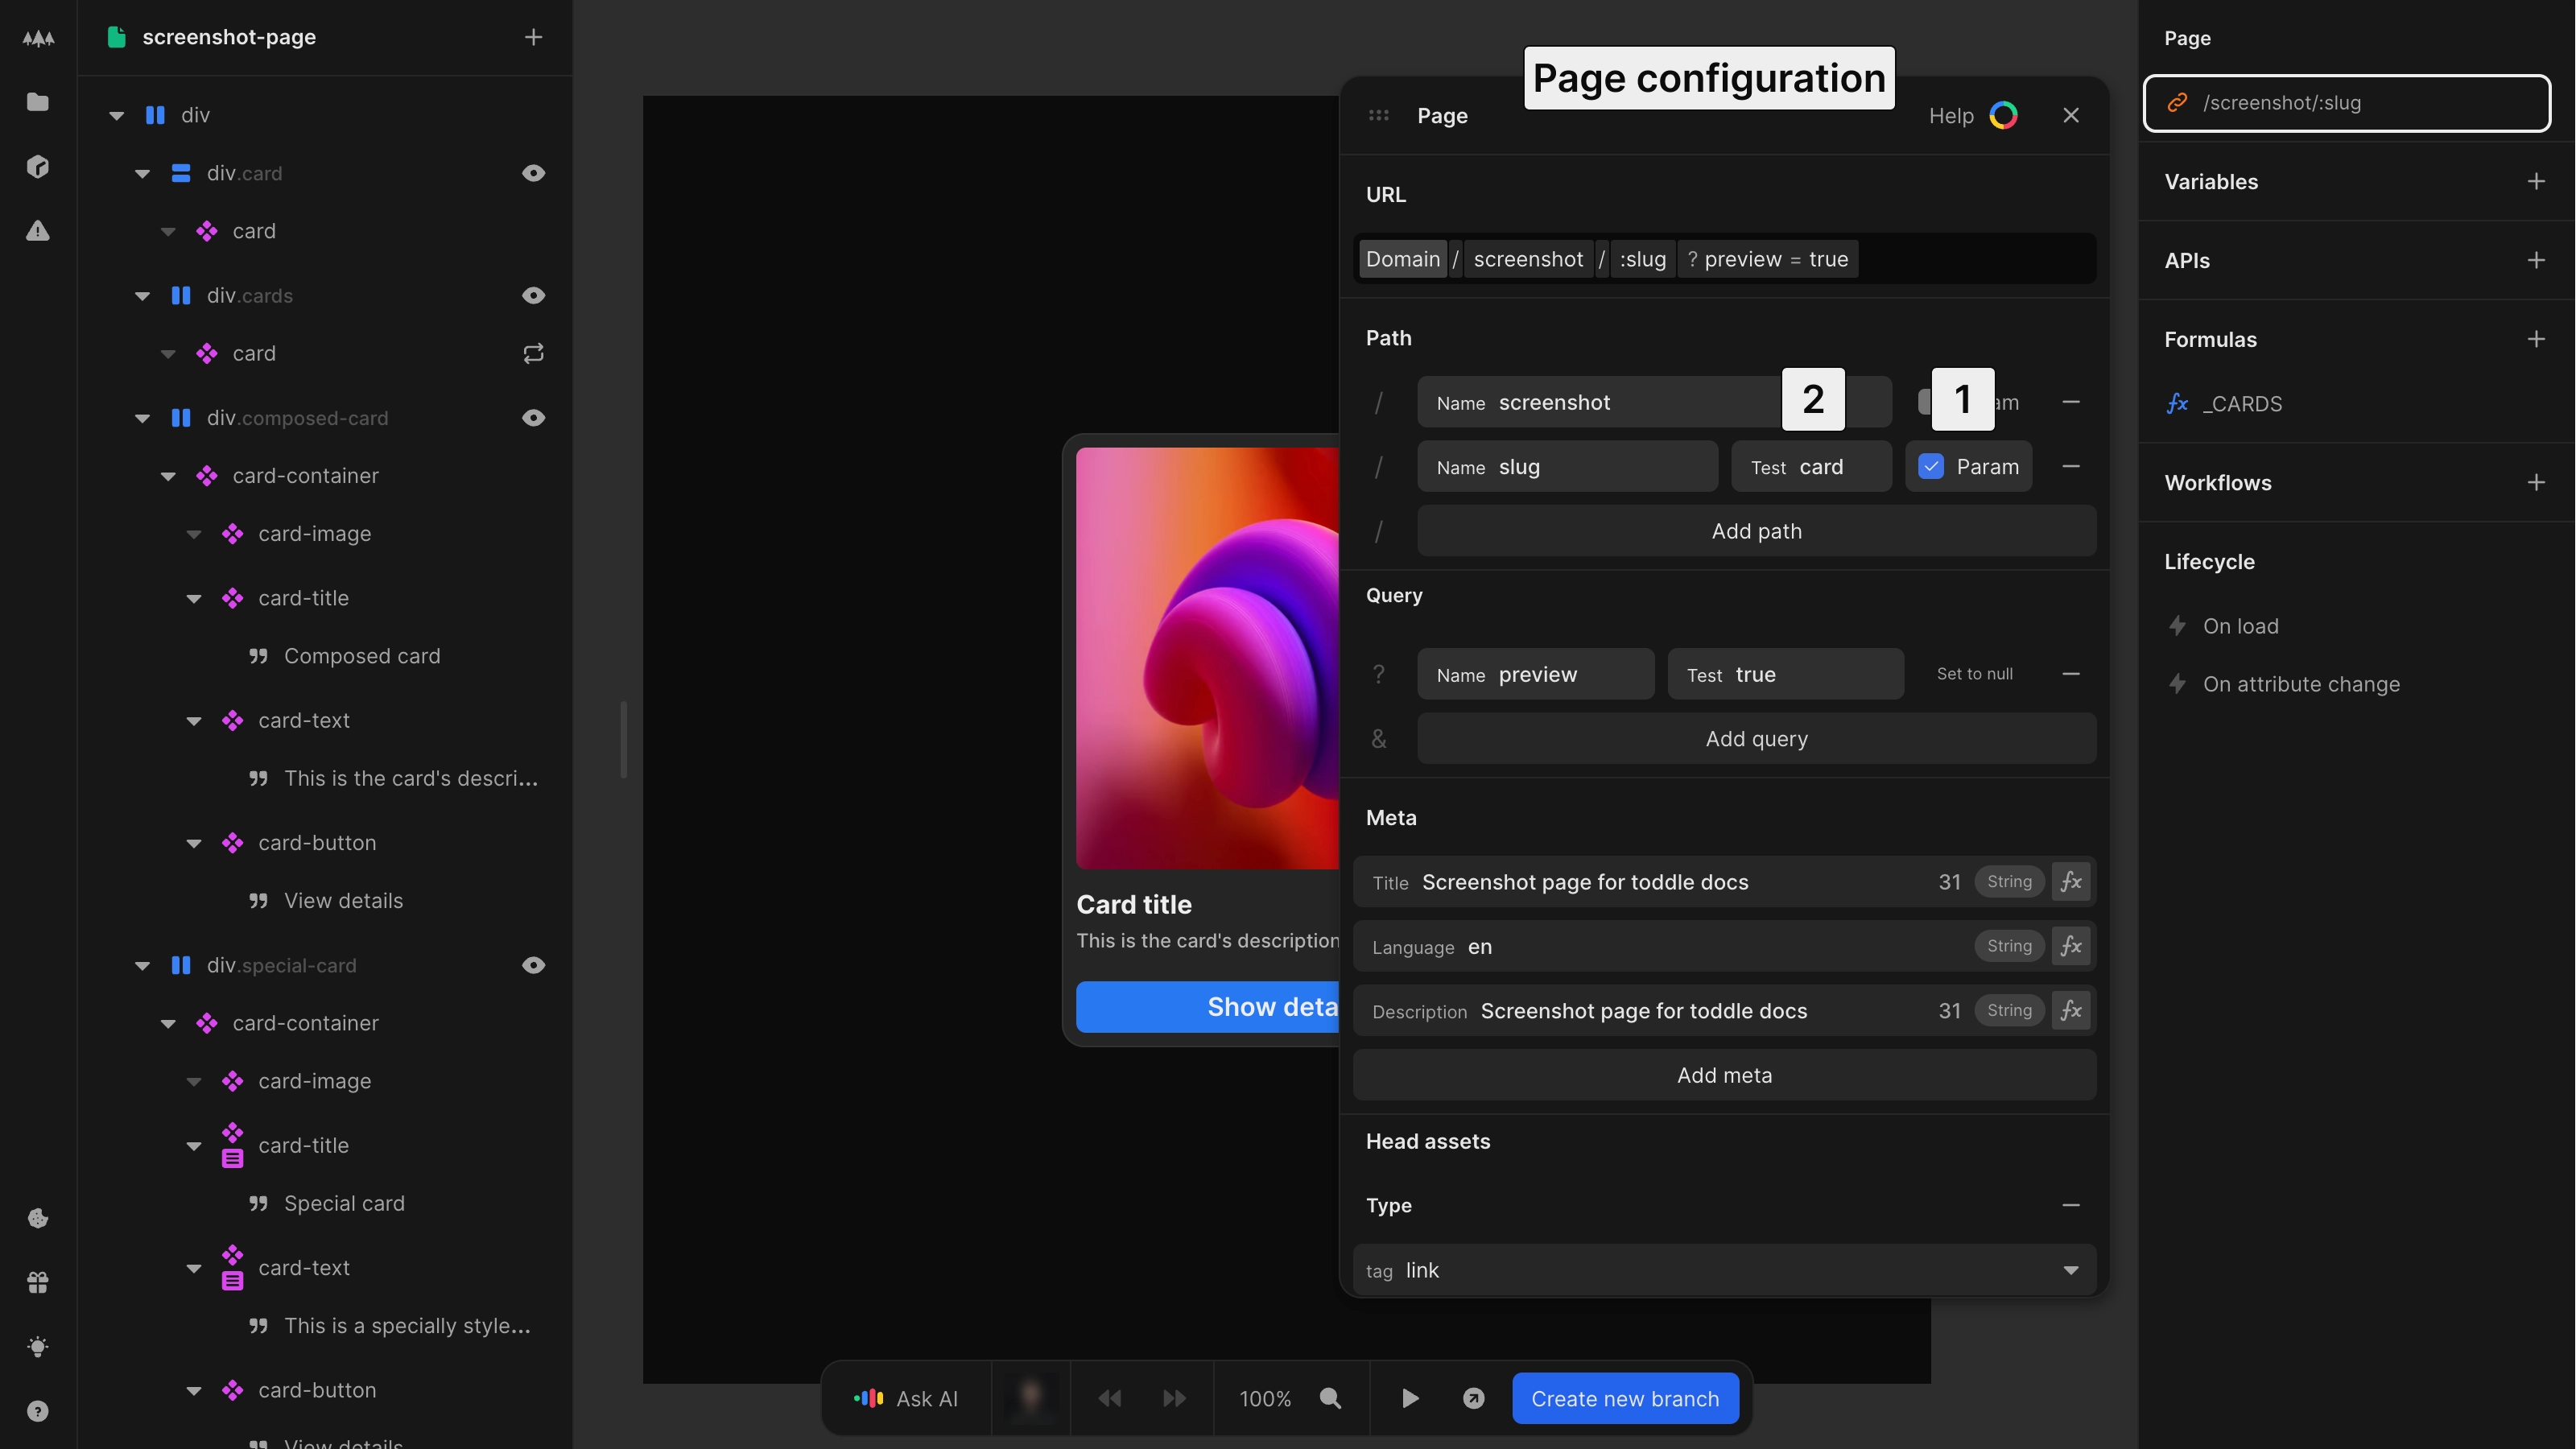 screenshot-page
div
div.card
card
div.cards
card
div.composed-card
card-container
card-image
card-title
Composed card
card-text
This is the card's descri...
card-button
View details
div.special-card
card-container
card-image
card-title
Special card
card-text
This is a specially style...
card-button
View details
Card title
This is the card's description
Show deta
Page configuration
Page
Help
URL
Domain / screenshot / :slug ? preview = true
Path
/ Name screenshot 2 1 am
/ Name slug Test card Param
/ Add path
Query
? Name preview Test true Set to null
& Add query
Meta
Title Screenshot page for toddle docs 31 String fx
Language en String fx
Description Screenshot page for toddle docs 31 String fx
Add meta
Head assets
Type
tag link
Ask AI 100% Create new branch
Page
/screenshot/:slug
Variables
APIs
Formulas
fx _CARDS
Workflows
Lifecycle
On load
On attribute change